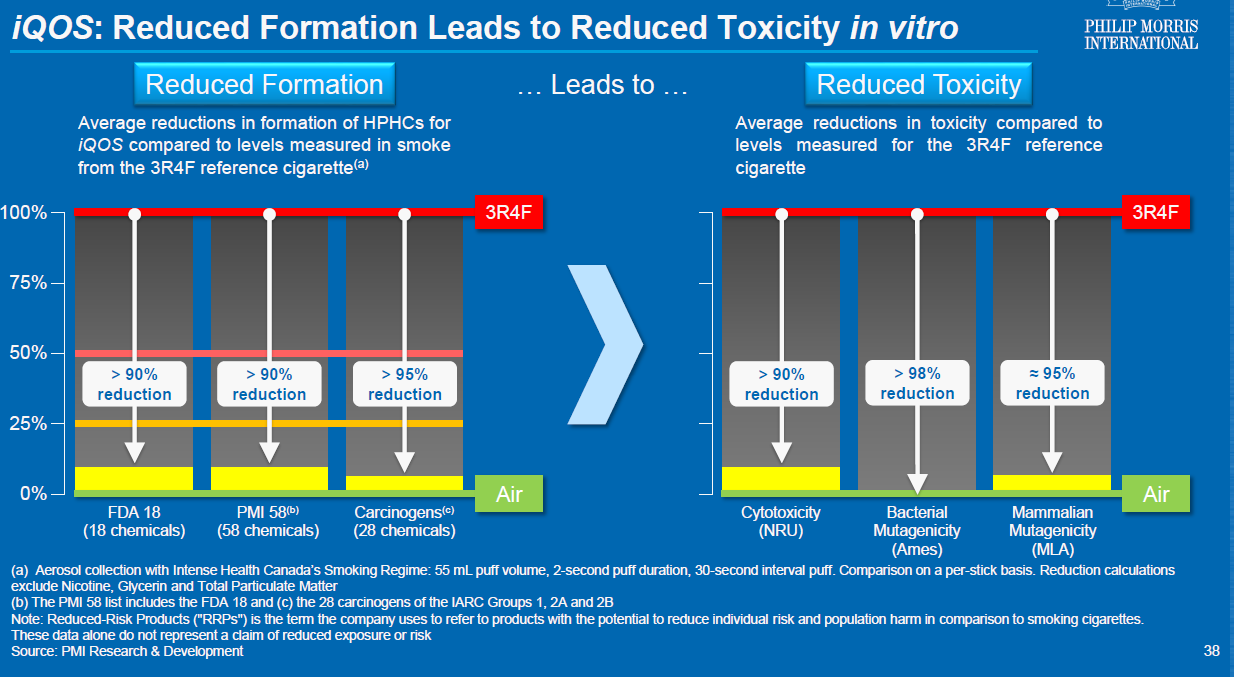 iQOS: Reduced Formation Leads to Reduced Toxicity in vitro
PHILIP MORRIS
INTERNATIONAL
Reduced Formation
… Leads to …
Reduced Toxicity
Average reductions in formation of HPHCs for
iQOS compared to levels measured in smoke
from the 3R4F reference cigarette(a)
Average reductions in toxicity compared to
levels measured for the 3R4F reference
cigarette
100%
75%
50%
25%
0%
3R4F
> 90%
reduction
> 90%
reduction
> 95%
reduction
Air
FDA 18
(18 chemicals)
PMI 58(b)
(58 chemicals)
Carcinogens(c)
(28 chemicals)
3R4F
> 90%
reduction
> 98%
reduction
≈ 95%
reduction
Air
Cytotoxicity
(NRU)
Bacterial
Mutagenicity
(Ames)
Mammalian
Mutagenicity
(MLA)
(a) Aerosol collection with Intense Health Canada's Smoking Regime: 55 mL puff volume, 2-second puff duration, 30-second interval puff. Comparison on a per-stick basis. Reduction calculations
exclude Nicotine, Glycerin and Total Particulate Matter
(b) The PMI 58 list includes the FDA 18 and (c) the 28 carcinogens of the IARC Groups 1, 2A and 2B
Note: Reduced-Risk Products ("RRPs") is the term the company uses to refer to products with the potential to reduce individual risk and population harm in comparison to smoking cigarettes.
These data alone do not represent a claim of reduced exposure or risk
Source: PMI Research & Development
38